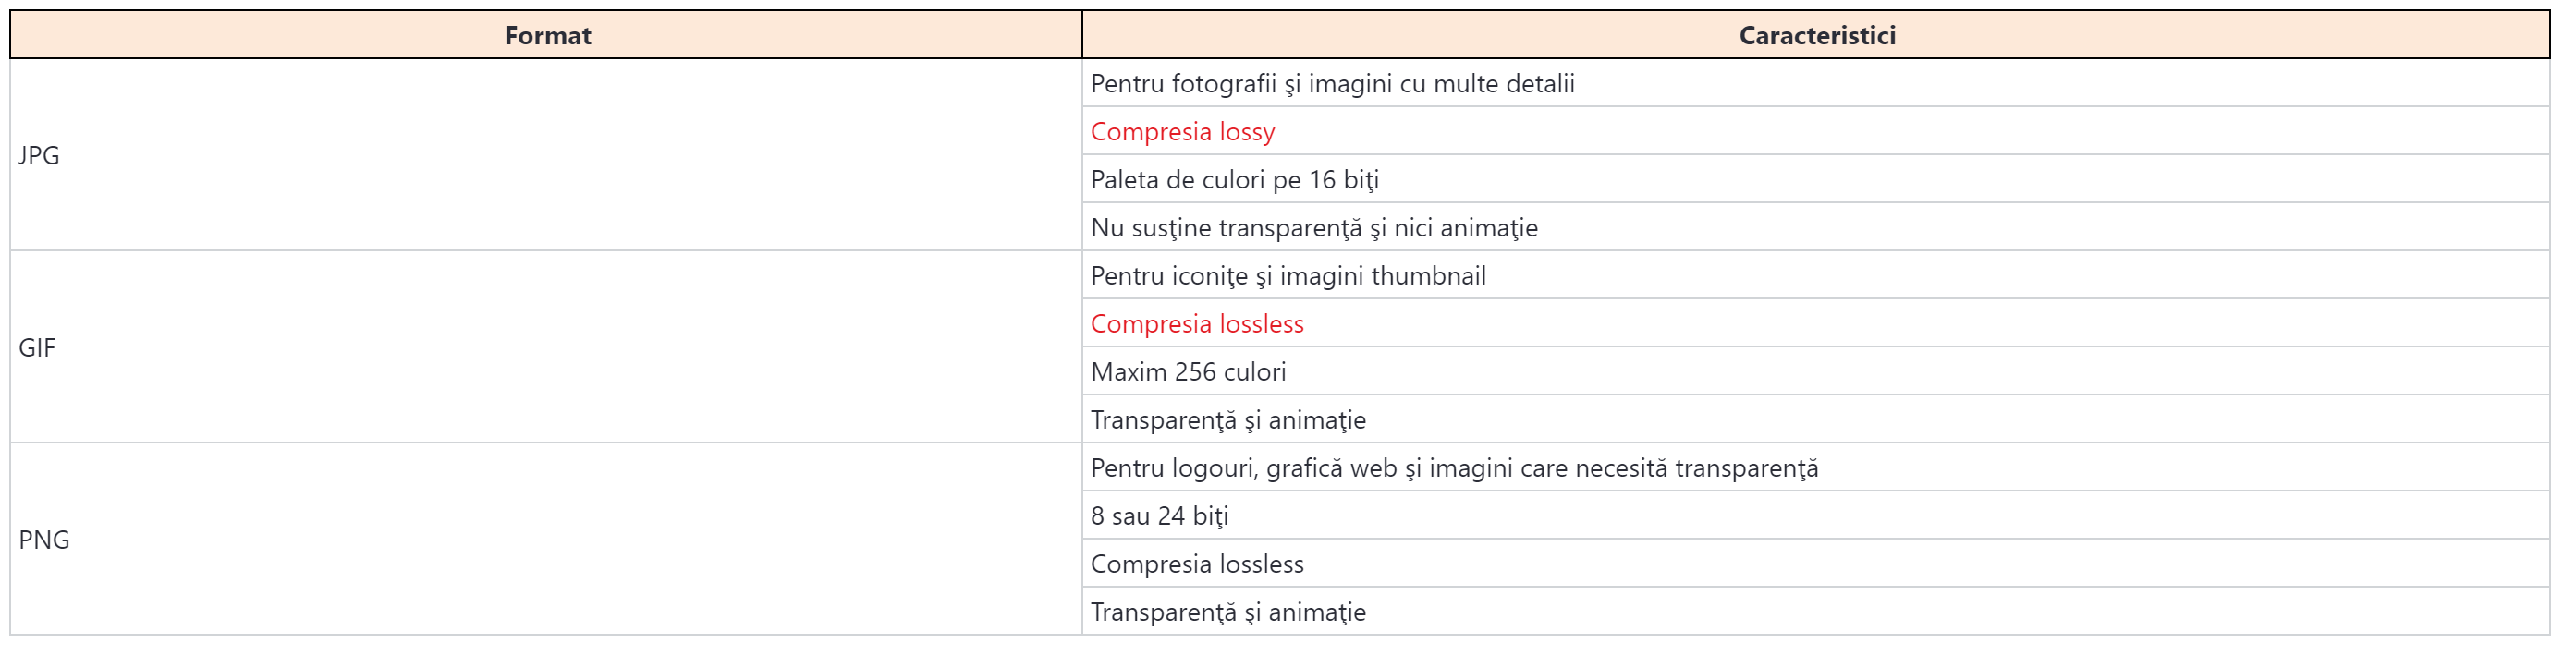 Format Caracteristici
JPG
Pentru fotografii şi imagini cu multe detalii
Compresia lossy
Paleta de culori pe 16 biţi
Nu susţine transparenţă şi nici animaţie
GIF
Pentru iconiţe şi imagini thumbnail
Compresia lossless
Maxim 256 culori
Transparenţă şi animaţie
PNG
Pentru logouri, grafică web şi imagini care necesită transparenţă
8 sau 24 biţi
Compresia lossless
Transparenţă şi animaţie